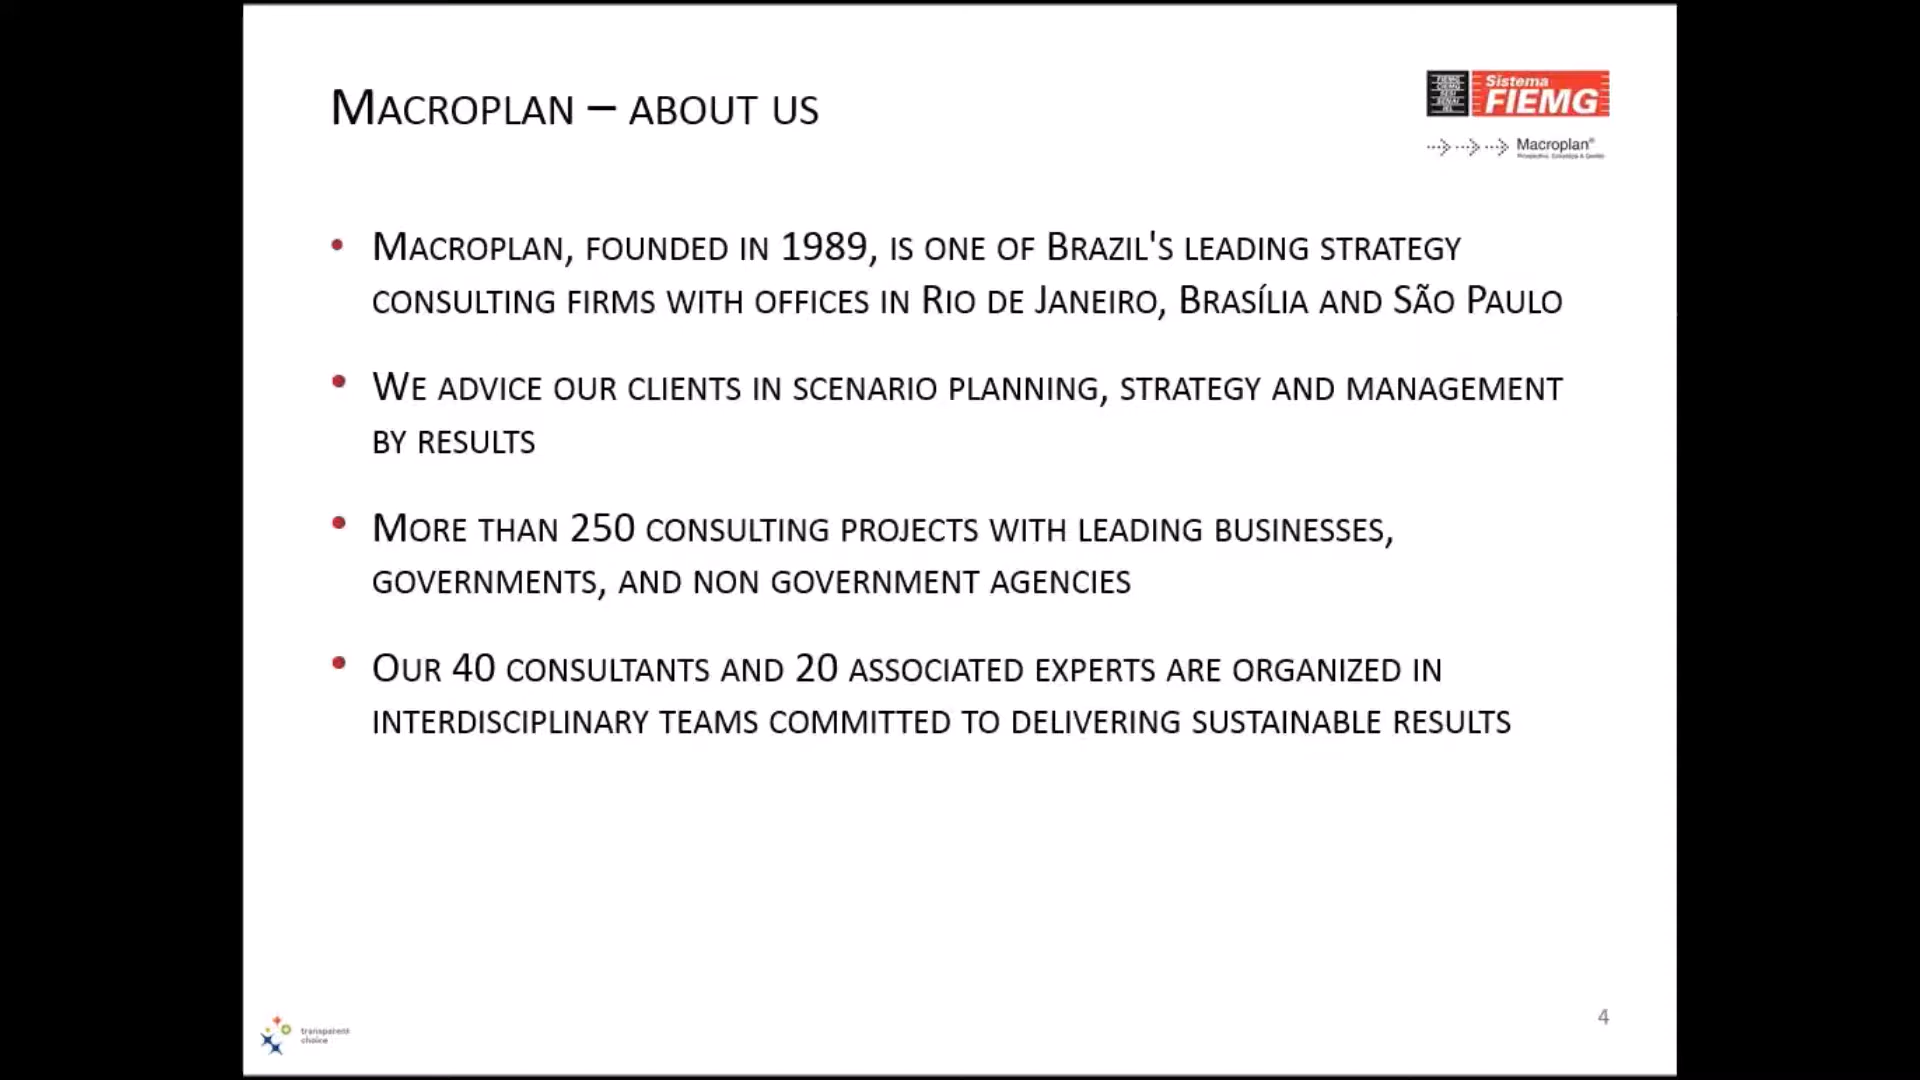 Macroplan – about us
Sistema
FIEMG
Macroplan®
• Macroplan, founded in 1989, is one of Brazil's leading strategy
consulting firms with offices in Rio de Janeiro, Brasília and São Paulo
• We advice our clients in scenario planning, strategy and management
by results
• More than 250 consulting projects with leading businesses,
governments, and non government agencies
• Our 40 consultants and 20 associated experts are organized in
interdisciplinary teams committed to delivering sustainable results
transparent
choice
4